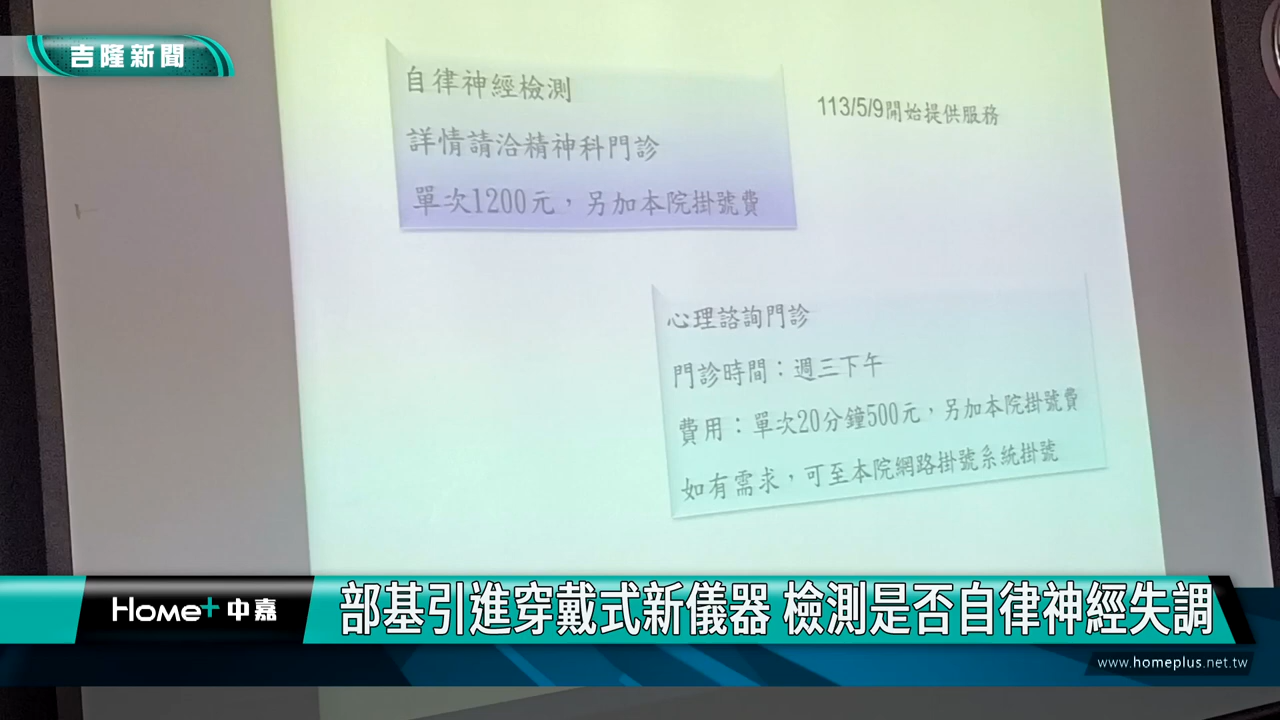 吉隆新聞
自律神經檢測
詳情請洽精神科門診
單次1200元，另加本院掛號費
113/5/9開始提供服務
心理諮詢門診
門診時間：週三下午
費用：單次20分鐘500元，另加本院掛號費
如有需求，可至本院網路掛號系統掛號
Home+中嘉
部基引進穿戴式新儀器 檢測是否自律神經失調
www.homeplus.net.tw